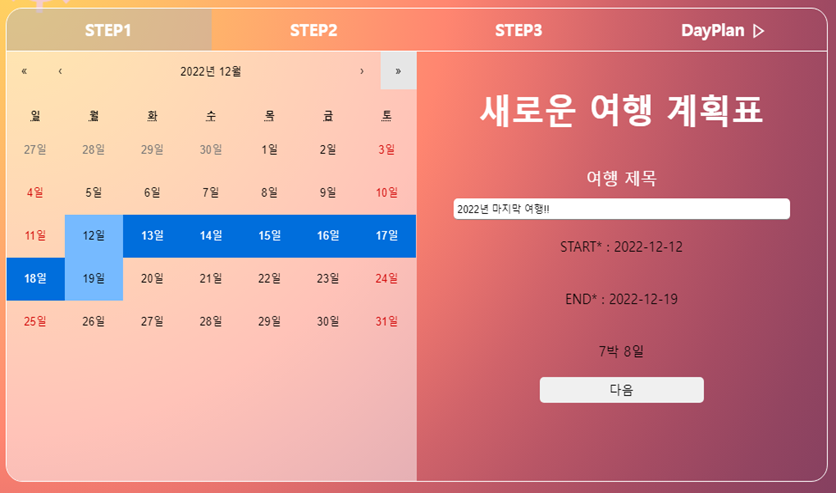 STEP1 STEP2 STEP3 DayPlan ▷
« ‹ 2022년 12월 › »
일 월 화 수 목 금 토
27일 28일 29일 30일 1일 2일 3일
4일 5일 6일 7일 8일 9일 10일
11일 12일 13일 14일 15일 16일 17일
18일 19일 20일 21일 22일 23일 24일
25일 26일 27일 28일 29일 30일 31일
새로운 여행 계획표
여행 제목
2022년 마지막 여행!!
START* : 2022-12-12
END* : 2022-12-19
7박 8일
다음